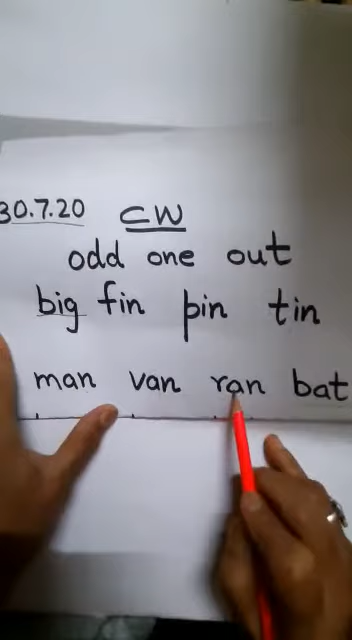 30.7.20 CW
odd one out
big fin pin tin
man van ran bat